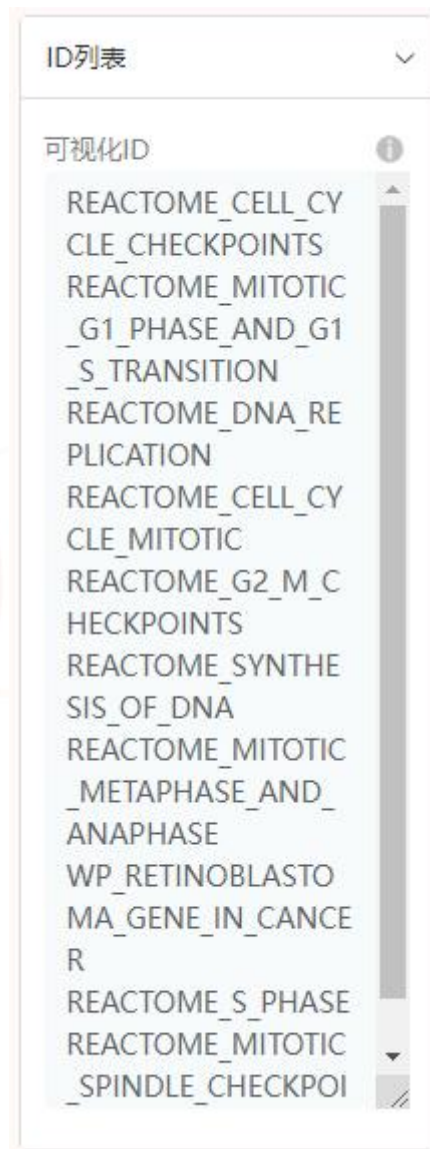 ID列表
可视化ID
REACTOME_CELL_CY
CLE_CHECKPOINTS
REACTOME_MITOTIC
_G1_PHASE_AND_G1
_S_TRANSITION
REACTOME_DNA_RE
PLICATION
REACTOME_CELL_CY
CLE_MITOTIC
REACTOME_G2_M_C
HECKPOINTS
REACTOME_SYNTHE
SIS_OF_DNA
REACTOME_MITOTIC
_METAPHASE_AND_
ANAPHASE
WP_RETINOBLASTO
MA_GENE_IN_CANCE
R
REACTOME_S_PHASE
REACTOME_MITOTIC
_SPINDLE_CHECKPOI